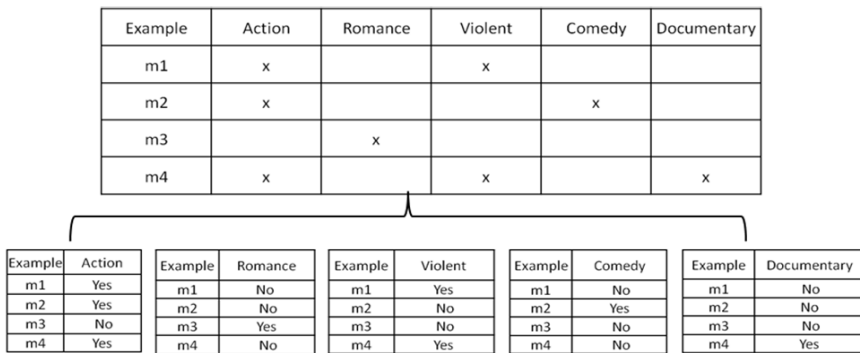 Example Action Romance Violent Comedy Documentary
m1 x x
m2 x x
m3 x
m4 x x x
Example Action
m1 Yes
m2 Yes
m3 No
m4 Yes
Example Romance
m1 No
m2 No
m3 Yes
m4 No
Example Violent
m1 Yes
m2 No
m3 No
m4 Yes
Example Comedy
m1 No
m2 Yes
m3 No
m4 No
Example Documentary
m1 No
m2 No
m3 No
m4 Yes